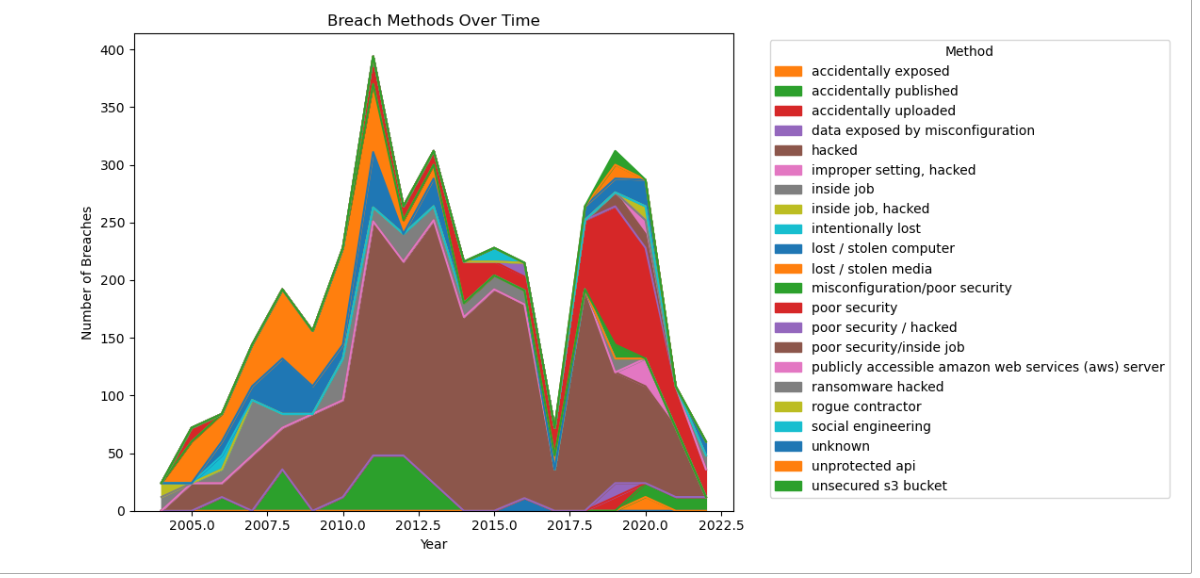 Breach Methods Over Time
400
350
300
250
200
150
100
50
0
Number of Breaches
2005.0 2007.5 2010.0 2012.5 2015.0 2017.5 2020.0 2022.5
Year
Method
accidentally exposed
accidentally published
accidentally uploaded
data exposed by misconfiguration
hacked
improper setting, hacked
inside job
inside job, hacked
intentionally lost
lost / stolen computer
lost / stolen media
misconfiguration/poor security
poor security
poor security / hacked
poor security/inside job
publicly accessible amazon web services (aws) server
ransomware hacked
rogue contractor
social engineering
unknown
unprotected api
unsecured s3 bucket